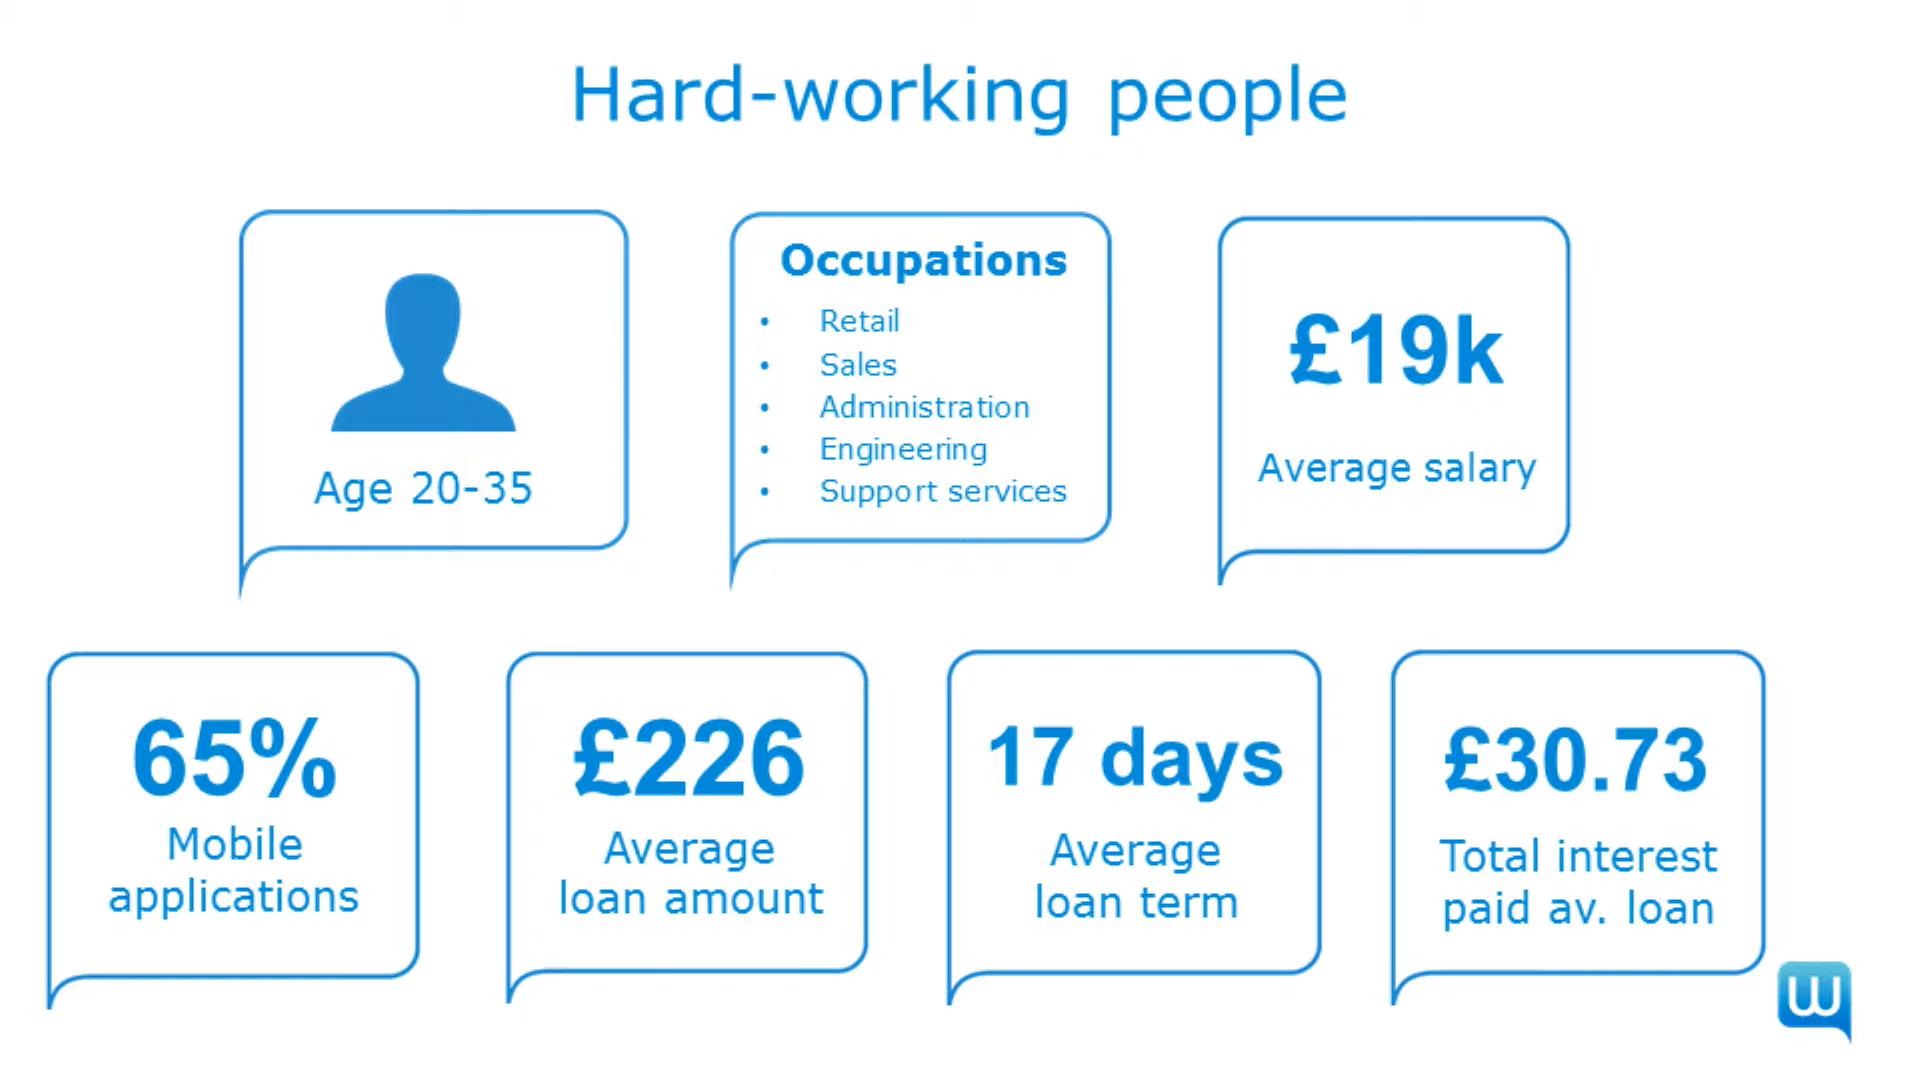 Hard-working people
Age 20-35
Occupations
• Retail
• Sales
• Administration
• Engineering
• Support services
£19k
Average salary
65%
Mobile
applications
£226
Average
loan amount
17 days
Average
loan term
£30.73
Total interest
paid av. loan
W